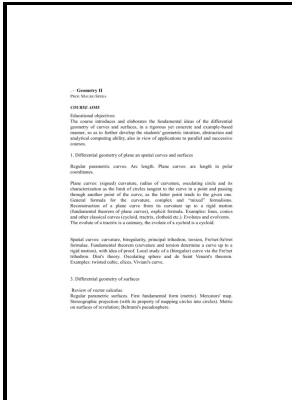 .- Geometry II
PROF. MAURO SPERA
COURSE AIMS
Educational objectives
The course introduces and elaborates the fundamental ideas of the differential
geometry of curves and surfaces, in a rigorous yet concrete and example-based
manner, so as to further develop the students' geometric intuition, abstraction and
analytical computing ability, also in view of applications to parallel and successive
courses.
1. Differential geometry of plane an spatial curves and surfaces
Regular parametric curves. Arc length. Plane curves: arc length in polar
coordinates.
Plane curves: (signed) curvature, radius of curvature, osculating circle and its
characterization as the limit of circles tangent to the curve in a point and passing
through another point of the curve, as the latter point tends to the given one.
General formula for the curvature, complex and "mixed" formalisms.
Reconstruction of a plane curve from its curvature up to a rigid motion
(fundamental theorem of plane curves), explicit formula. Examples: lines, conics
and other classical curves (cycloid, tractrix, clothoid etc.). Evolutes and evolvents.
The evolute of a tractrix is a catenary, the evolute of a cycloid is a cycloid.
Spatial curves: curvature, biregularity, principal trihedron, torsion, Frenet-Serret
formulae. Fundamental theorem (curvature and torsion determine a curve up to a
rigid motion), with idea of proof. Local study of a (biregular) curve via the Frenet
trihedron. Dini's theory. Osculating sphere and de Saint Venant's theorem.
Examples: twisted cubic, elices, Viviani's curve.
3. Differential geometry of surfaces
Review of vector calculus.
Regular parametric surfaces. First fundamental form (metric). Mercators' map.
Stereographic projection (with its property of mapping circles into circles). Metric
on surfaces of revolution; Beltrami's pseudosphere.